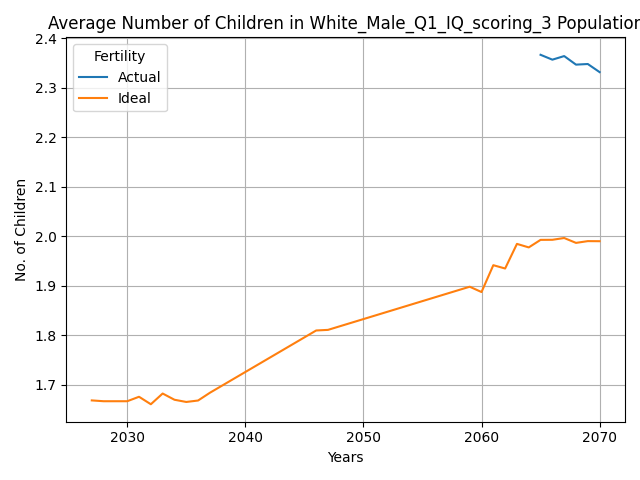 Average Number of Children in White_Male_Q1_IQ_scoring_3 Population
Fertility
Actual
Ideal
2.4
2.3
2.2
2.1
2.0
1.9
1.8
1.7
No. of Children
2030
2040
2050
2060
2070
Years